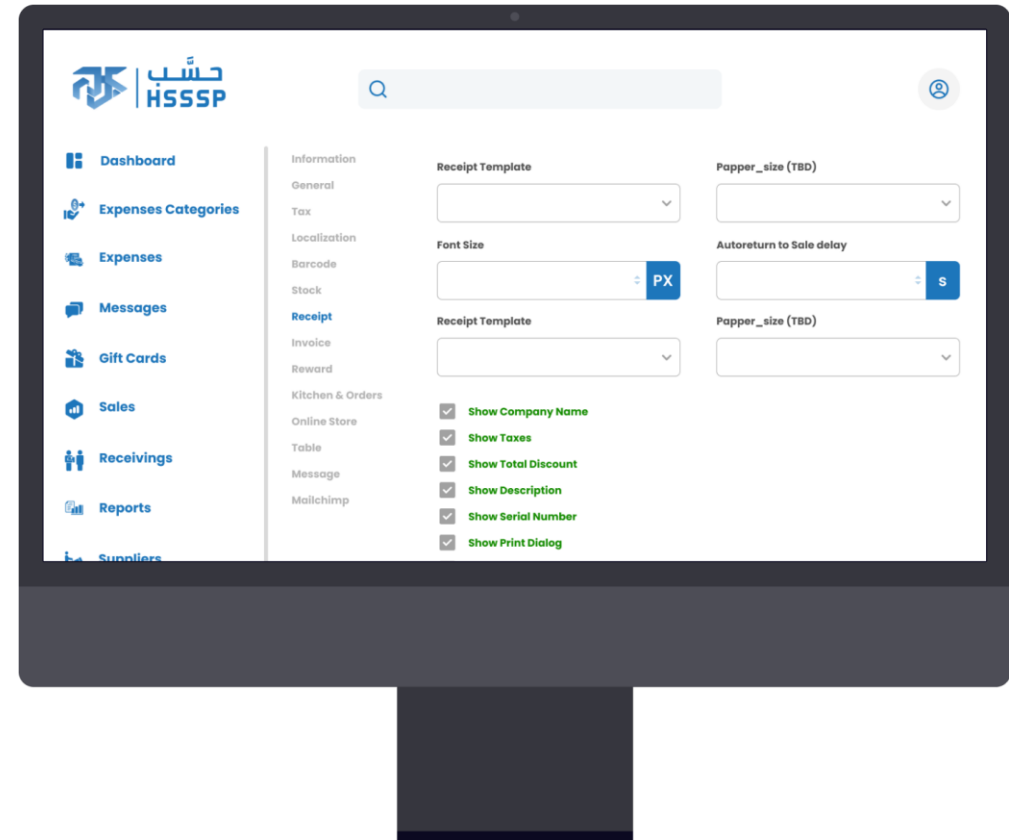 حسَّب
HSSSP
Dashboard
Expenses Categories
Expenses
Messages
Gift Cards
Sales
Receivings
Reports
Suppliers
Information
General
Tax
Localization
Barcode
Stock
Receipt
Invoice
Reward
Kitchen & Orders
Online Store
Table
Message
Mailchimp
Receipt Template
Papper_size (TBD)
Font Size
Autoreturn to Sale delay
PX
s
Receipt Template
Papper_size (TBD)
Show Company Name
Show Taxes
Show Total Discount
Show Description
Show Serial Number
Show Print Dialog